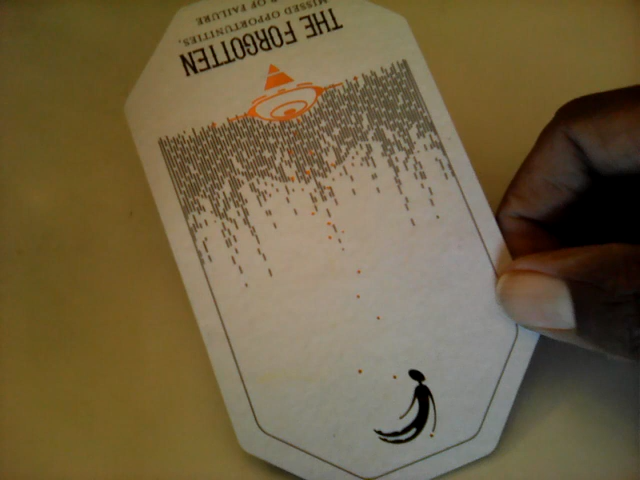 THE FORGOTTEN
MISSED OPPORTUNITIES,
OF FAILURE